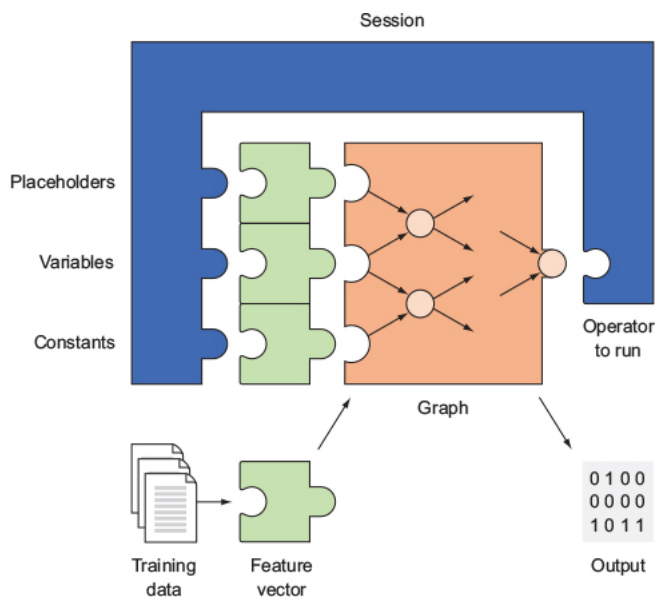 Session
Placeholders
Variables
Constants
Operator
to run
Graph
0 1 0 0
0 0 0 0
1 0 1 1
Training
data
Feature
vector
Output